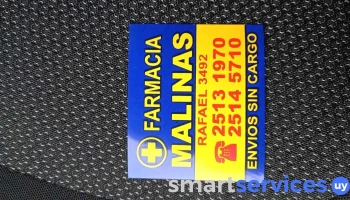 FARMACIA
MALINAS
RAFAEL 3492
2513 1970
2514 5710
ENVIOS SIN CARGO
smartservices.uy